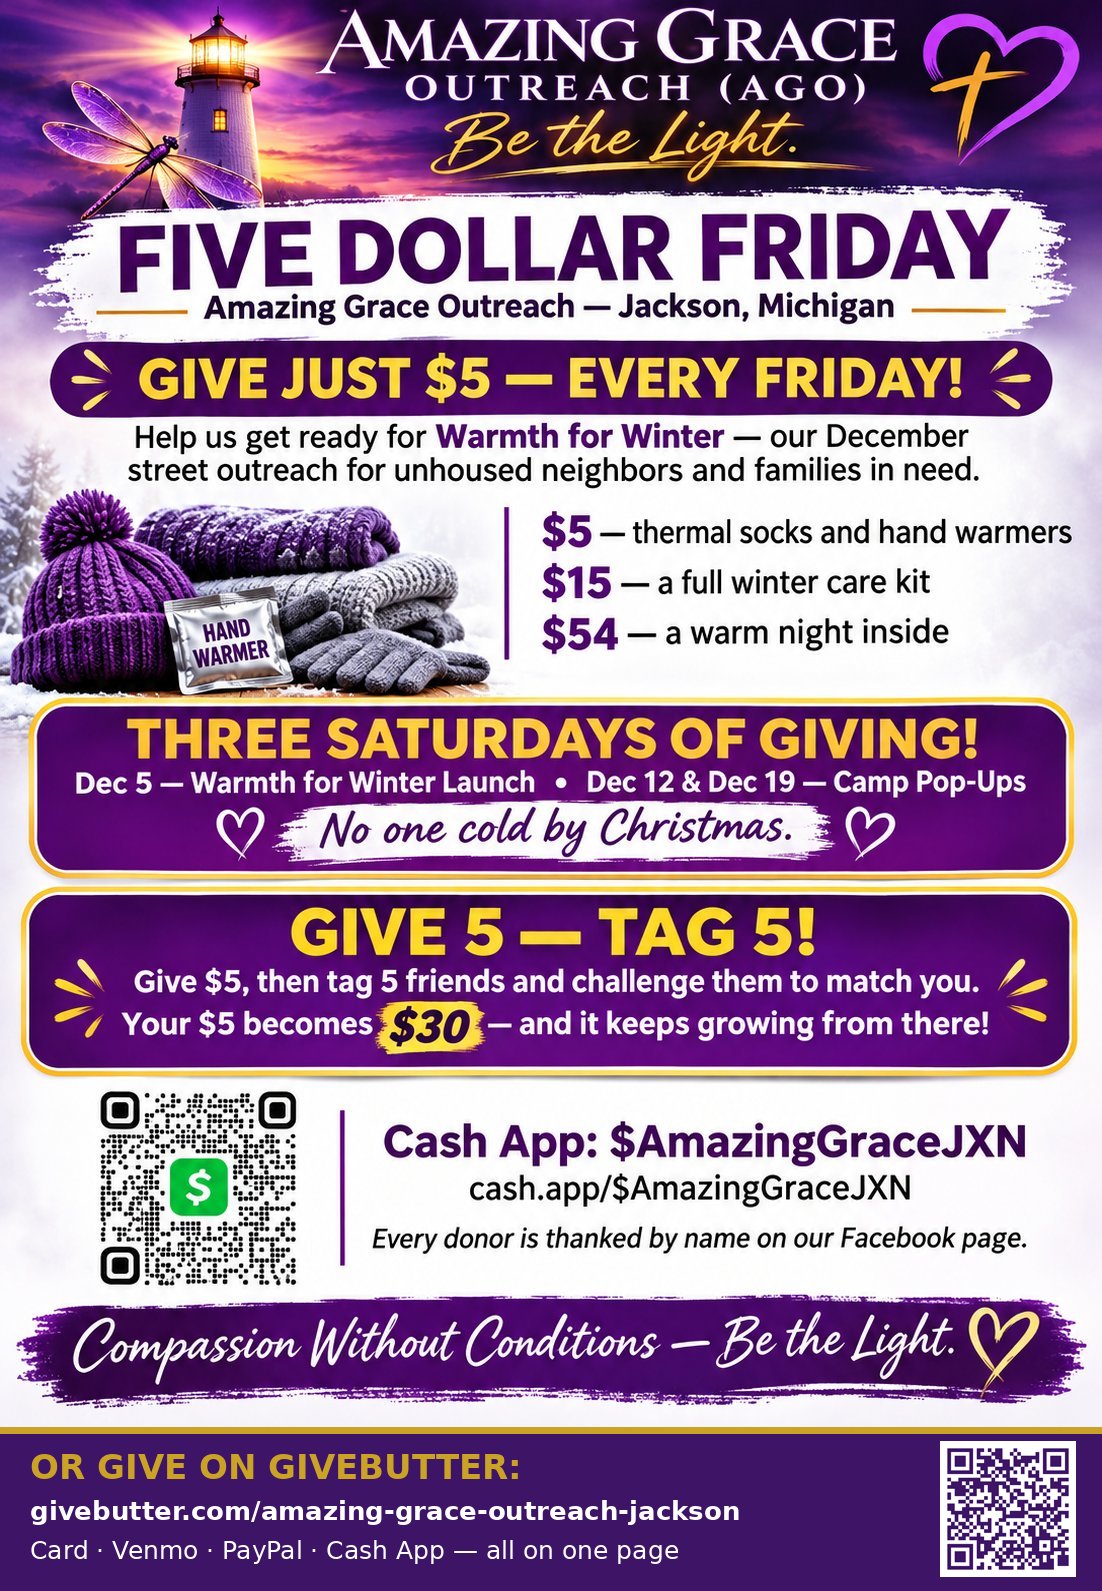 AMAZING GRACE
OUTREACH (AGO)
Be the Light.
FIVE DOLLAR FRIDAY
Amazing Grace Outreach — Jackson, Michigan
GIVE JUST $5 — EVERY FRIDAY!
Help us get ready for Warmth for Winter — our December
street outreach for unhoused neighbors and families in need.
$5 — thermal socks and hand warmers
$15 — a full winter care kit
$54 — a warm night inside
HAND
WARMER
THREE SATURDAYS OF GIVING!
Dec 5 — Warmth for Winter Launch • Dec 12 & Dec 19 — Camp Pop-Ups
No one cold by Christmas.
GIVE 5 — TAG 5!
Give $5, then tag 5 friends and challenge them to match you.
Your $5 becomes $30 — and it keeps growing from there!
$
Cash App: $AmazingGraceJXN
cash.app/$AmazingGraceJXN
Every donor is thanked by name on our Facebook page.
Compassion Without Conditions — Be the Light.
OR GIVE ON GIVEBUTTER:
givebutter.com/amazing-grace-outreach-jackson
Card · Venmo · PayPal · Cash App — all on one page